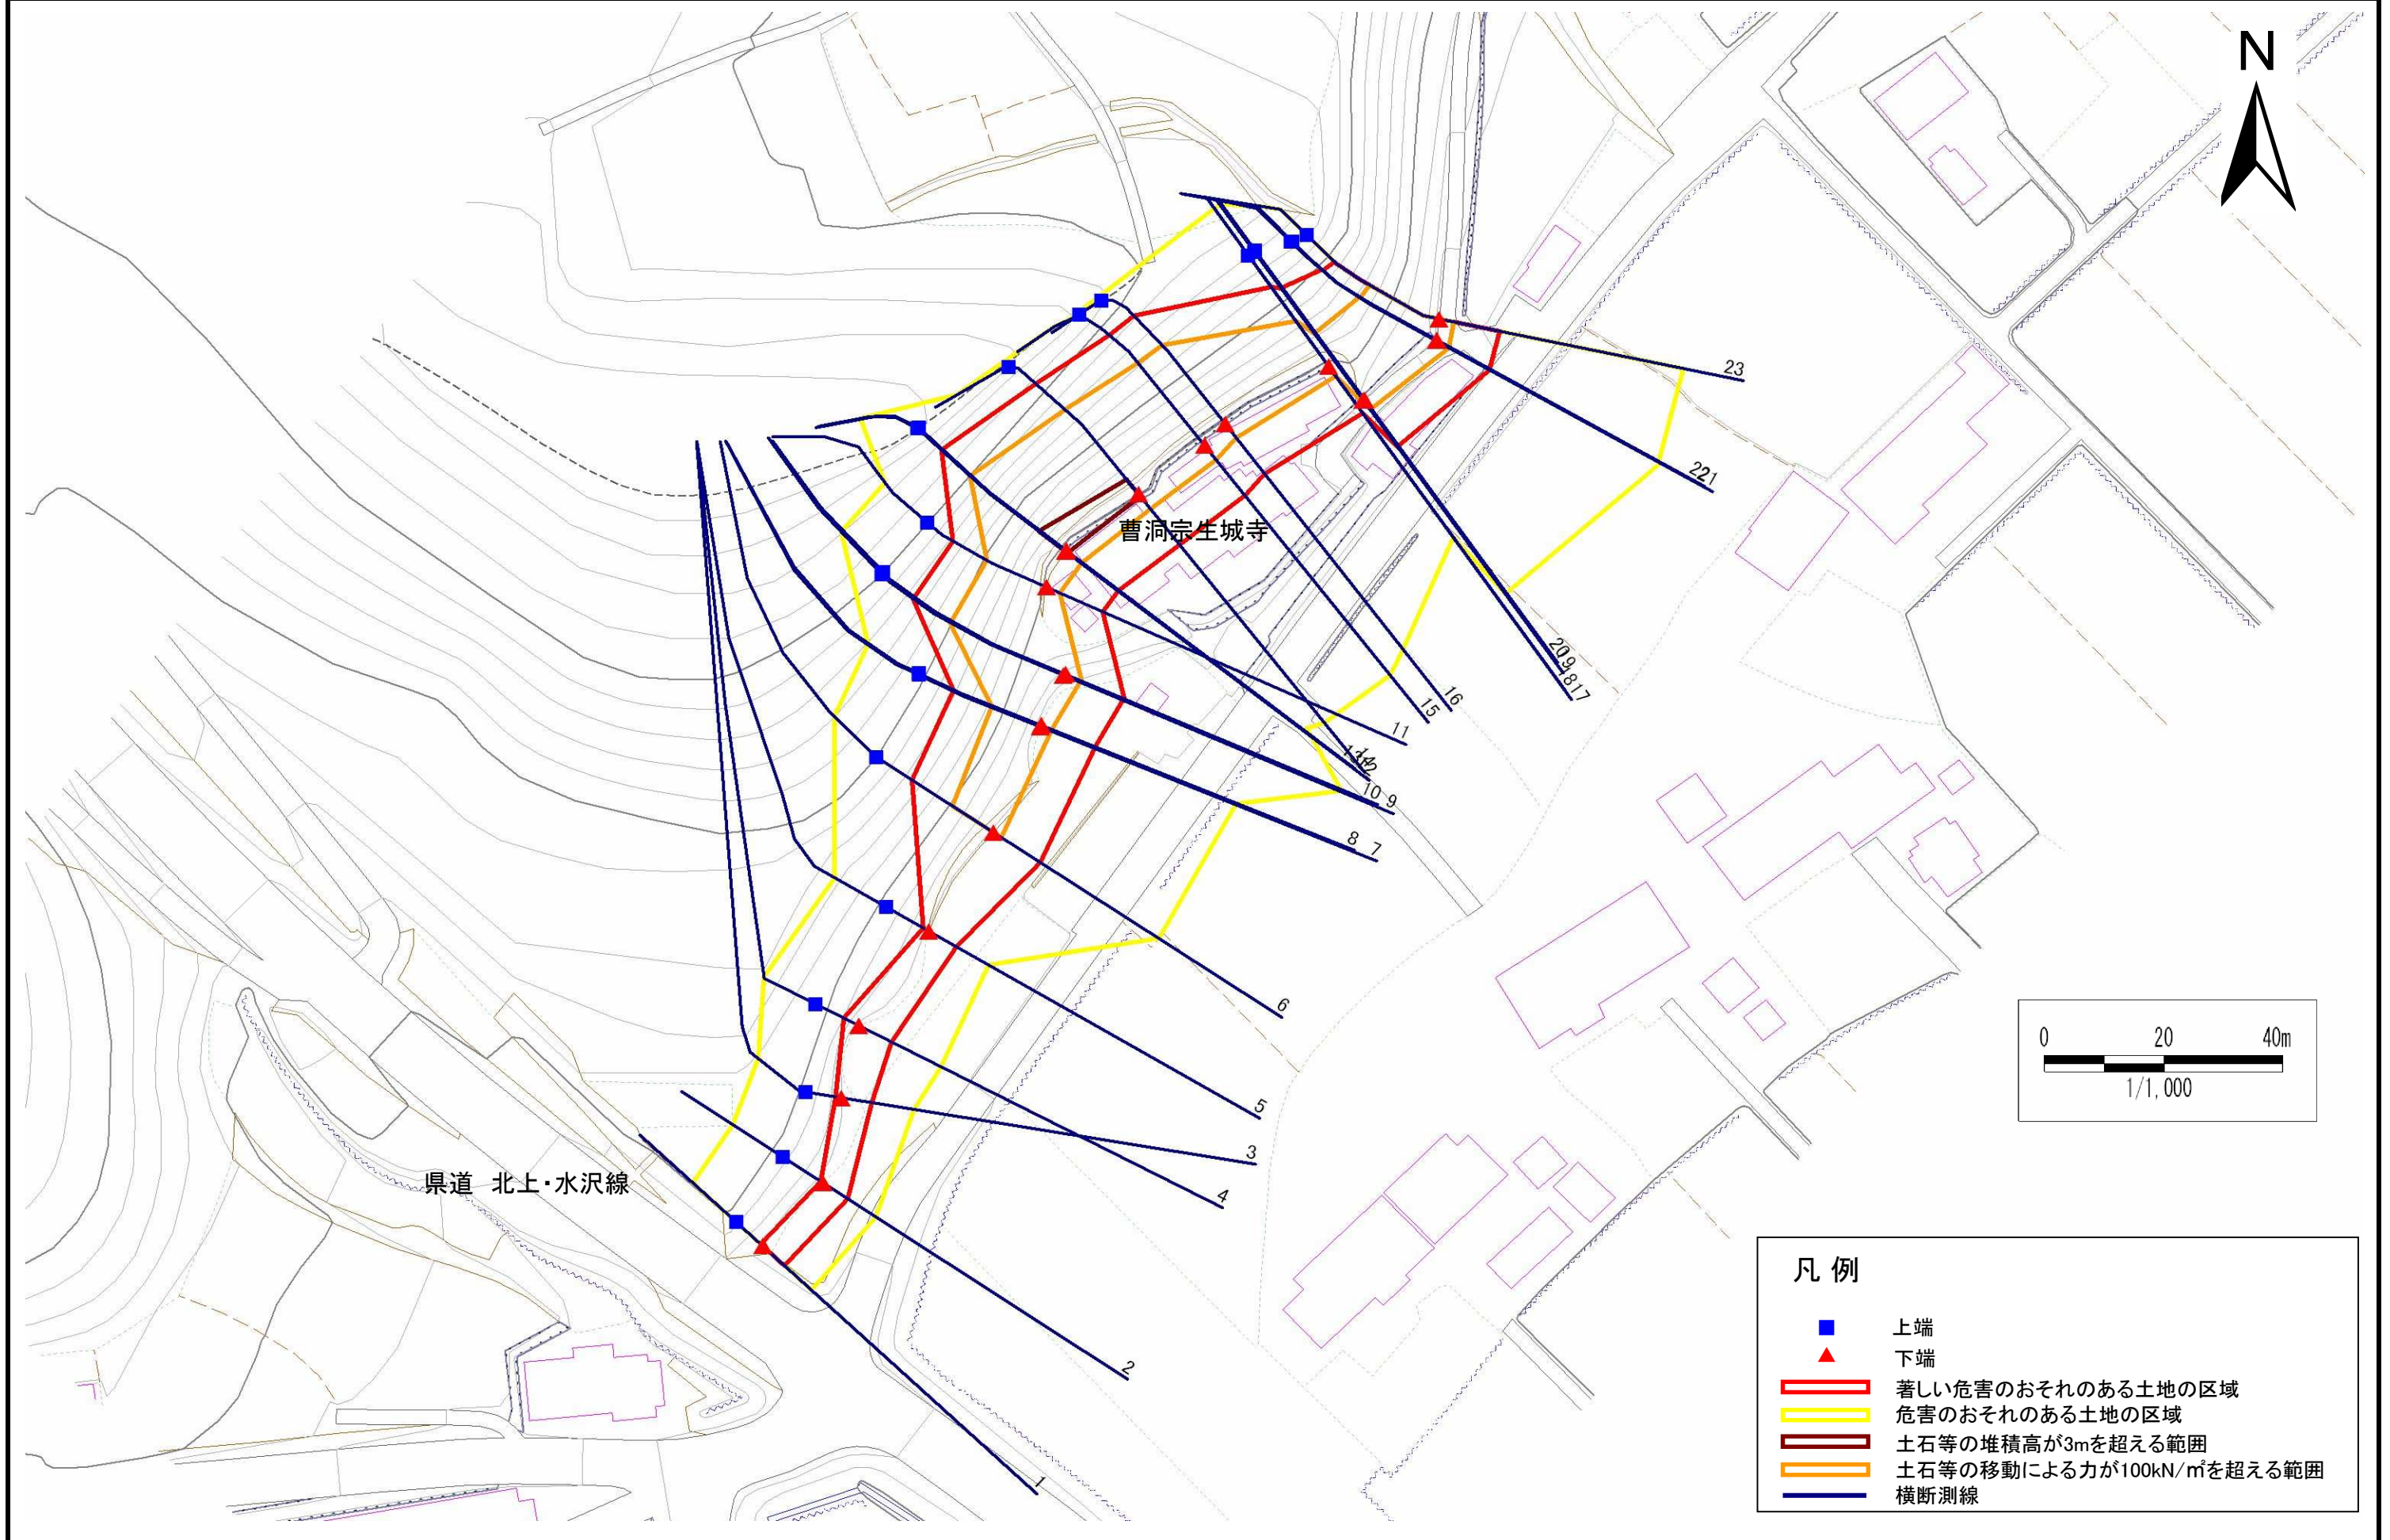 N
23
221
曹洞宗生城寺
16
15
11
10
9
8
7
6
5
3
4
2
1
県道 北上・水沢線
0 20 40m
1/1,000
凡 例
上端
下端
著しい危害のおそれのある土地の区域
危害のおそれのある土地の区域
土石等の堆積高が3mを超える範囲
土石等の移動による力が100kN/㎡を超える範囲
横断測線